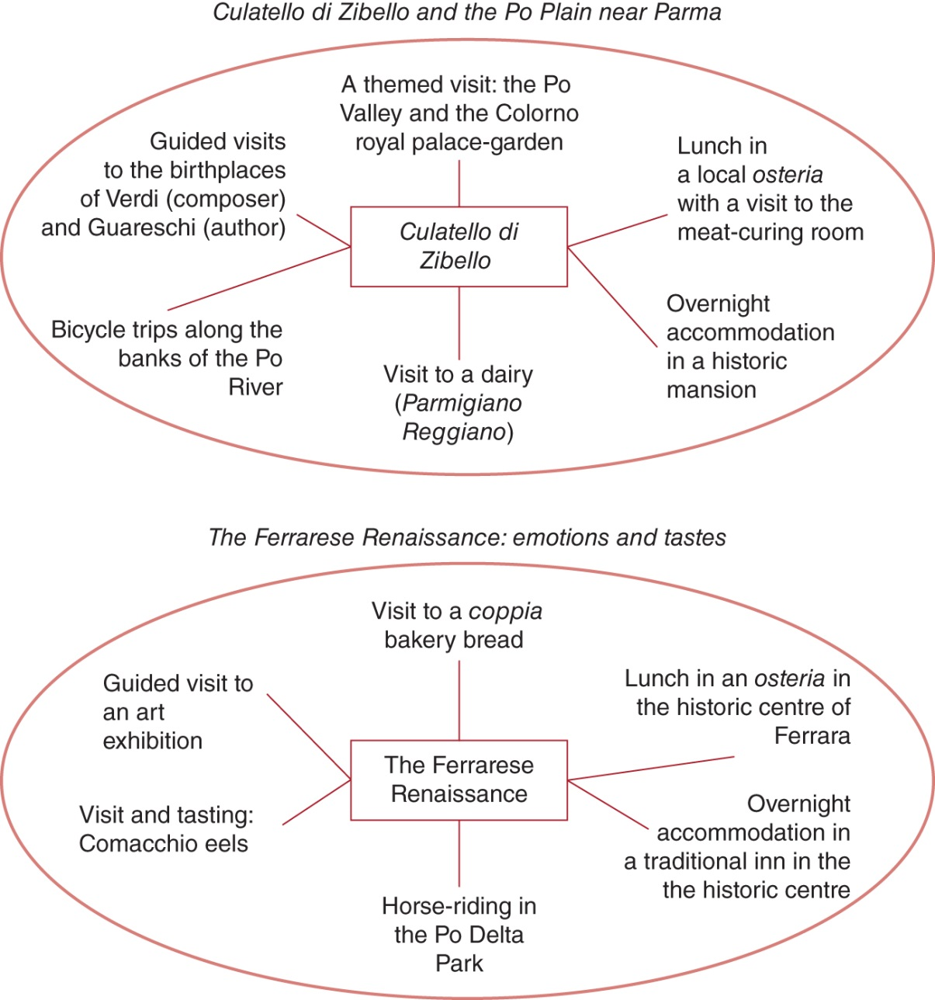 Culatello di Zibello and the Po Plain near Parma
A themed visit: the Po
Valley and the Colorno
royal palace-garden
Guided visits
to the birthplaces
of Verdi (composer)
and Guareschi (author)
Lunch in
a local osteria
with a visit to the
meat-curing room
Culatello di
Zibello
Bicycle trips along the
banks of the Po
River
Overnight
accommodation
in a historic
mansion
Visit to a dairy
(Parmigiano
Reggiano)
The Ferrarese Renaissance: emotions and tastes
Visit to a coppia
bakery bread
Guided visit to
an art
exhibition
Lunch in an osteria in
the historic centre of
Ferrara
The Ferrarese
Renaissance
Visit and tasting:
Comacchio eels
Overnight
accommodation in
a traditional inn in the
the historic centre
Horse-riding in
the Po Delta
Park